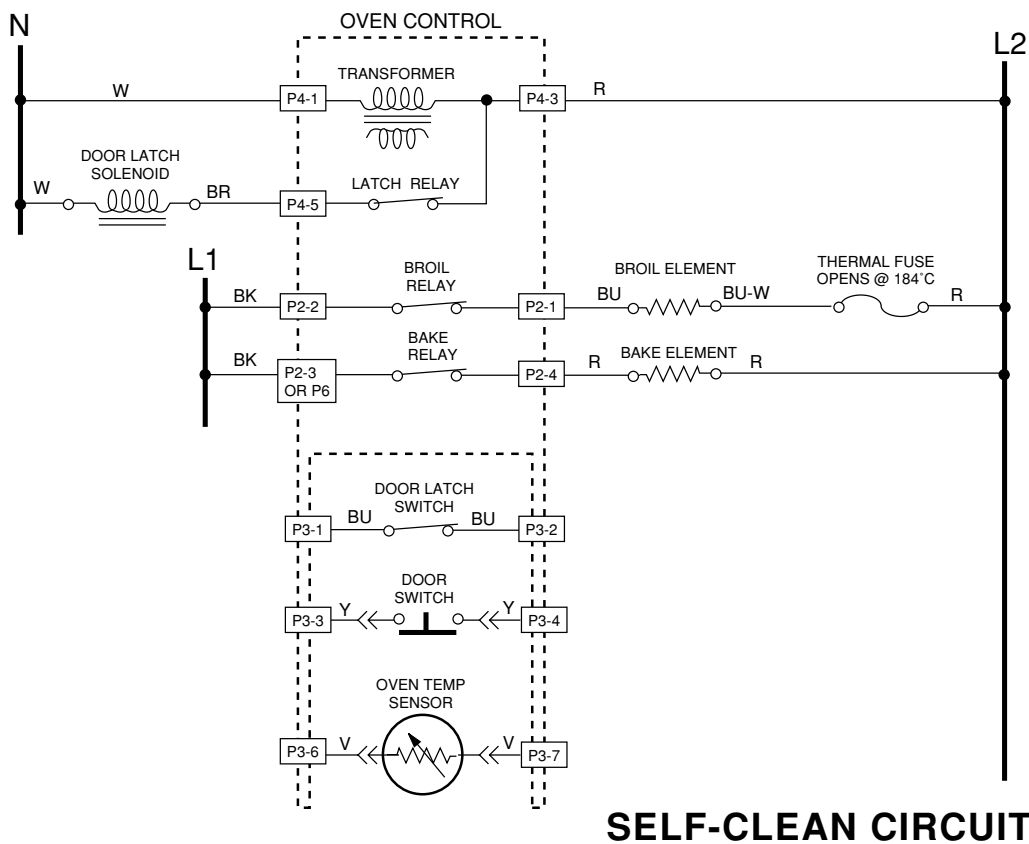 N
OVEN CONTROL
L2
TRANSFORMER
W
P4-1
P4-3
R
DOOR LATCH
SOLENOID
W
BR
P4-5
LATCH RELAY
L1
BROIL
RELAY
BROIL ELEMENT
THERMAL FUSE
OPENS @ 184˚C
BK
P2-2
P2-1
BU
BU-W
R
BAKE
RELAY
BAKE ELEMENT
BK
P2-3
OR P6
P2-4
R
R
DOOR LATCH
SWITCH
P3-1
BU
BU
P3-2
DOOR
SWITCH
P3-3
Y
Y
P3-4
OVEN TEMP
SENSOR
P3-6
V
V
P3-7
SELF-CLEAN CIRCUIT